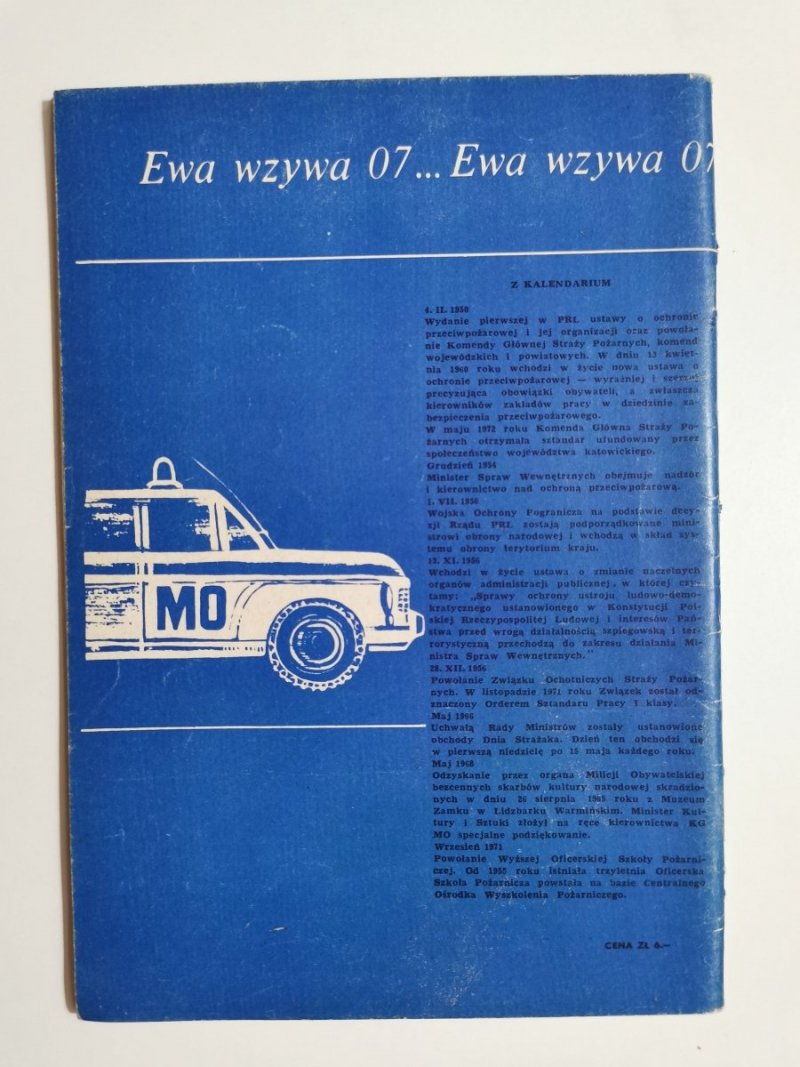 Ewa wzywa 07... Ewa wzywa 07
Z KALENDARIUM
4. II. 1950
Wydanie pierwszej w PRL ustawy o ochronie
przeciwpożarowej i jej organizacji oraz powoła-
nie Komendy Głównej Straży Pożarnych, komend
wojewódzkich i powiatowych. W dniu 13 kwiet-
nia 1960 roku wchodzi w życie nowa ustawa o
ochronie przeciwpożarowej — wyraźniej i szerzej
precyzująca obowiązki obywateli, a zwłaszcza
kierowników zakładów pracy w dziedzinie za-
bezpieczenia przeciwpożarowego.
W maju 1972 roku Komenda Główna Straży Po-
żarnych otrzymała sztandar ufundowany przez
społeczeństwo województwa katowickiego.
Grudzień 1954
Minister Spraw Wewnętrznych obejmuje nadzór
i kierownictwo nad ochroną przeciwpożarową.
1. VII. 1956
Wojska Ochrony Pogranicza na podstawie decy-
zji Rządu PRL zostają podporządkowane mini-
strowi obrony narodowej i wchodzą w skład sys-
temu obrony terytorium kraju.
12. XI. 1956
Wchodzi w życie ustawa o zmianie naczelnych
organów administracji publicznej, w której czy-
tamy: „Sprawy ochrony ustroju ludowo-demo-
kratycznego ustanowionego w Konstytucji Pol-
skiej Rzeczypospolitej Ludowej i interesów Pań-
stwa przed wrogą działalnością szpiegowską i ter-
rorystyczną przechodzą do zakresu działania Mi-
nistra Spraw Wewnętrznych."
28. XII. 1956
Powołanie Związku Ochotniczych Straży Pożar-
nych. W listopadzie 1971 roku Związek został od-
znaczony Orderem Sztandaru Pracy I klasy.
Maj 1966
Uchwałą Rady Ministrów zostały ustanowione
obchody Dnia Strażaka. Dzień ten obchodzi się
w pierwszą niedzielę po 15 maja każdego roku.
Maj 1968
Odzyskanie przez organa Milicji Obywatelskiej
bezcennych skarbów kultury narodowej skradzio-
nych w dniu 26 sierpnia 1965 roku z Muzeum
Zamku w Lidzbarku Warmińskim. Minister Kul-
tury i Sztuki złożył na ręce kierownictwa KG
MO specjalne podziękowanie.
Wrzesień 1971
Powołanie Wyższej Oficerskiej Szkoły Pożarni-
czej. Od 1955 roku istniała trzyletnia Oficerska
Szkoła Pożarnicza powstała na bazie Centralnego
Ośrodka Wyszkolenia Pożarniczego.
MO
CENA ZŁ 6.—